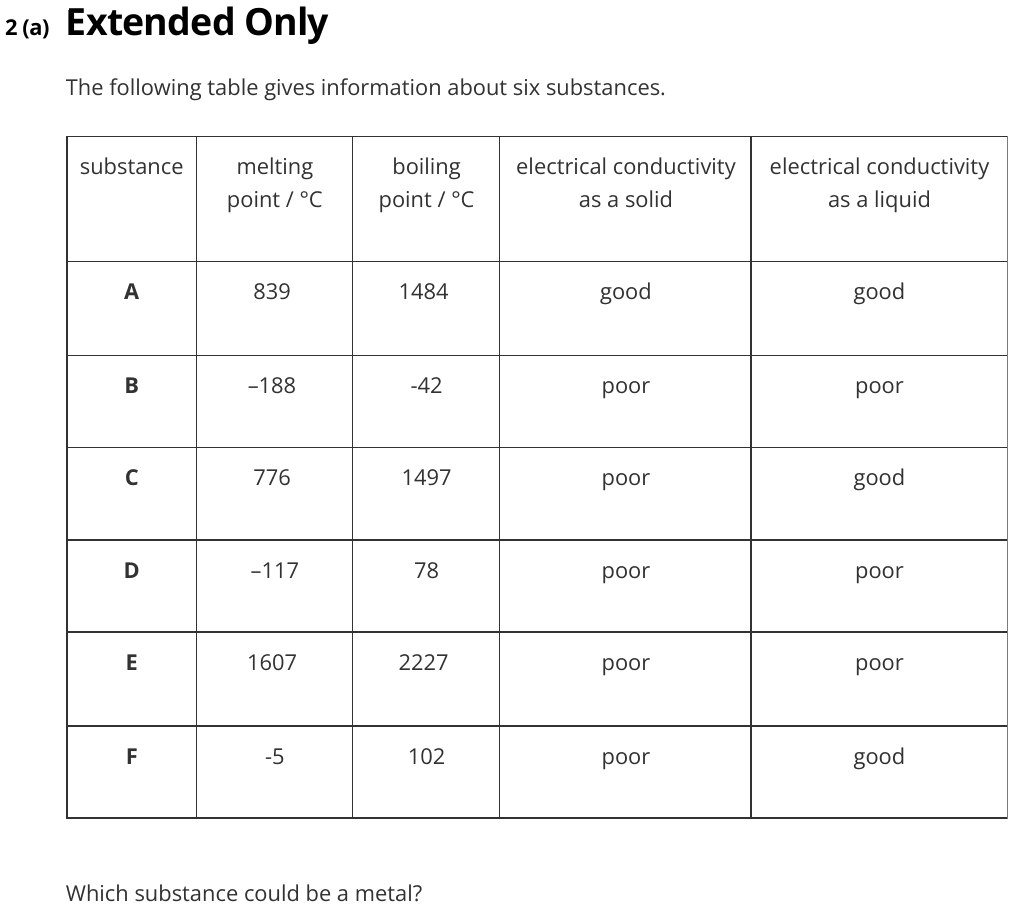 2 (a) Extended Only
The following table gives information about six substances.
substance melting boiling electrical conductivity electrical conductivity
point / °C point / °C as a solid as a liquid
A 839 1484 good good
B –188 -42 poor poor
C 776 1497 poor good
D –117 78 poor poor
E 1607 2227 poor poor
F -5 102 poor good
Which substance could be a metal?